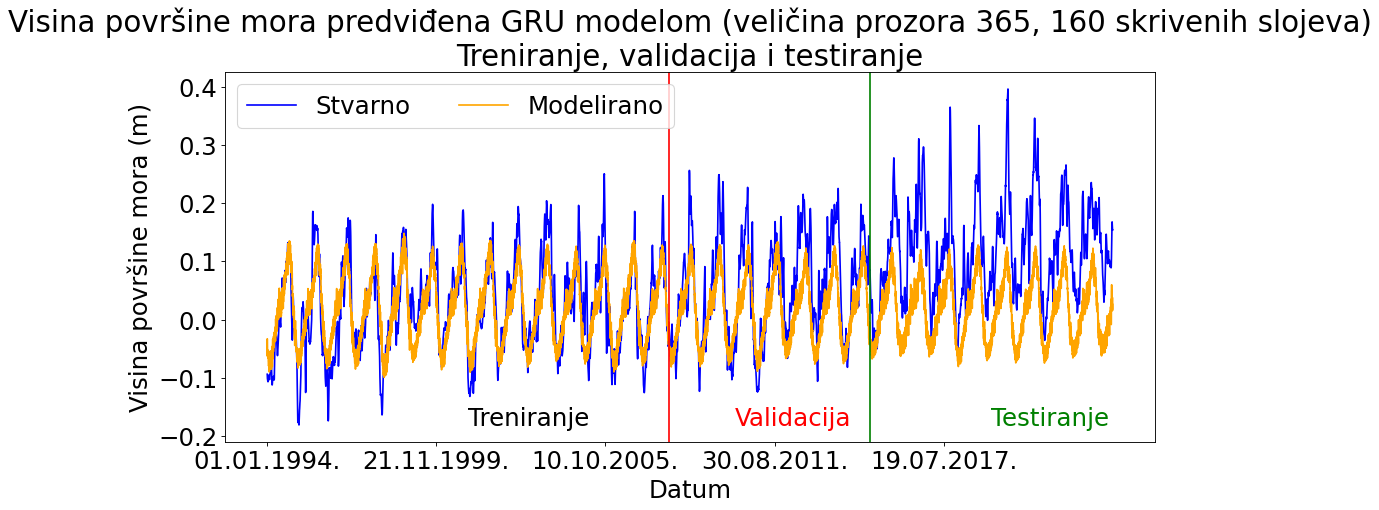 Visina površine mora predviđena GRU modelom (veličina prozora 365, 160 skrivenih slojeva)
Treniranje, validacija i testiranje
Stvarno
Modelirano
Visina površine mora (m)
0.4
0.3
0.2
0.1
0.0
−0.1
−0.2
Treniranje
Validacija
Testiranje
01.01.1994.
21.11.1999.
10.10.2005.
30.08.2011.
19.07.2017.
Datum